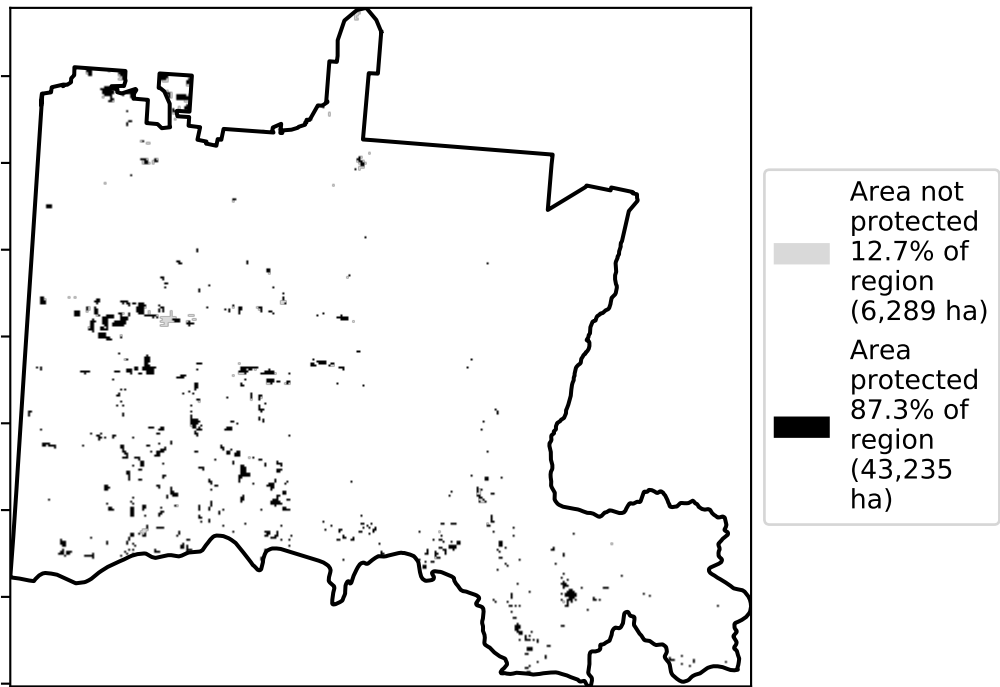 Area not
protected
12.7% of
region
(6,289 ha)
Area
protected
87.3% of
region
(43,235
ha)